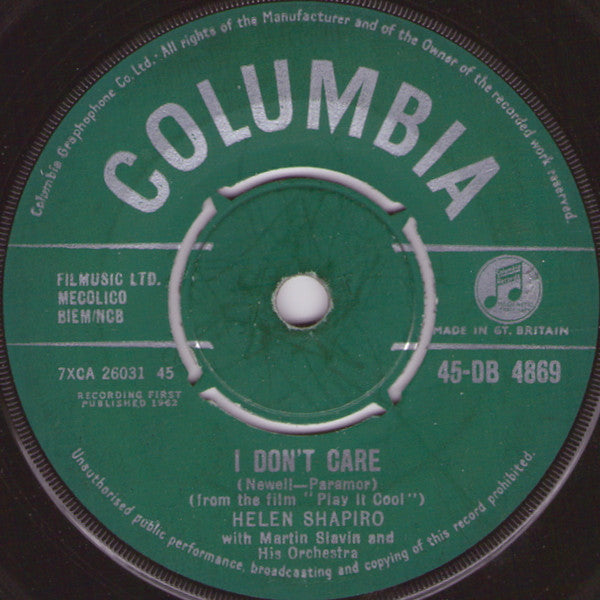 Columbia Graphophone Co. Ltd. · All rights of the Manufacturer and of the Owner of the recorded work reserved.
COLUMBIA
FILMUSIC LTD.
MECOLICO
BIEM/NCB
MADE IN GT. BRITAIN
7XCA 26031 45
45-DB 4869
RECORDING FIRST
PUBLISHED 1962
I DON'T CARE
(Newell—Paramor)
(from the film "Play It Cool")
HELEN SHAPIRO
with Martin Slavin and
His Orchestra
Unauthorised public performance, broadcasting and copying of this record prohibited.